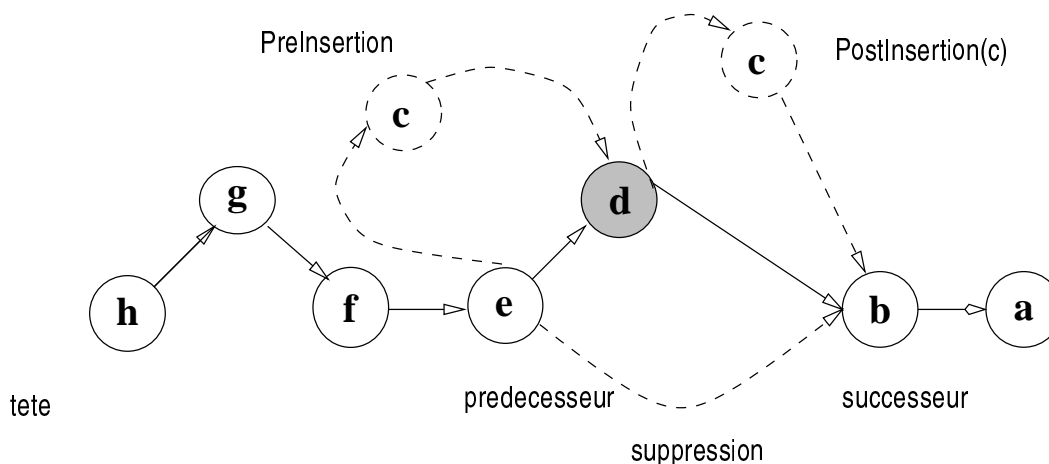 PreInsertion
c
c
PostInsertion(c)
g
d
h
f
e
b
a
tete
predecesseur
successeur
suppression